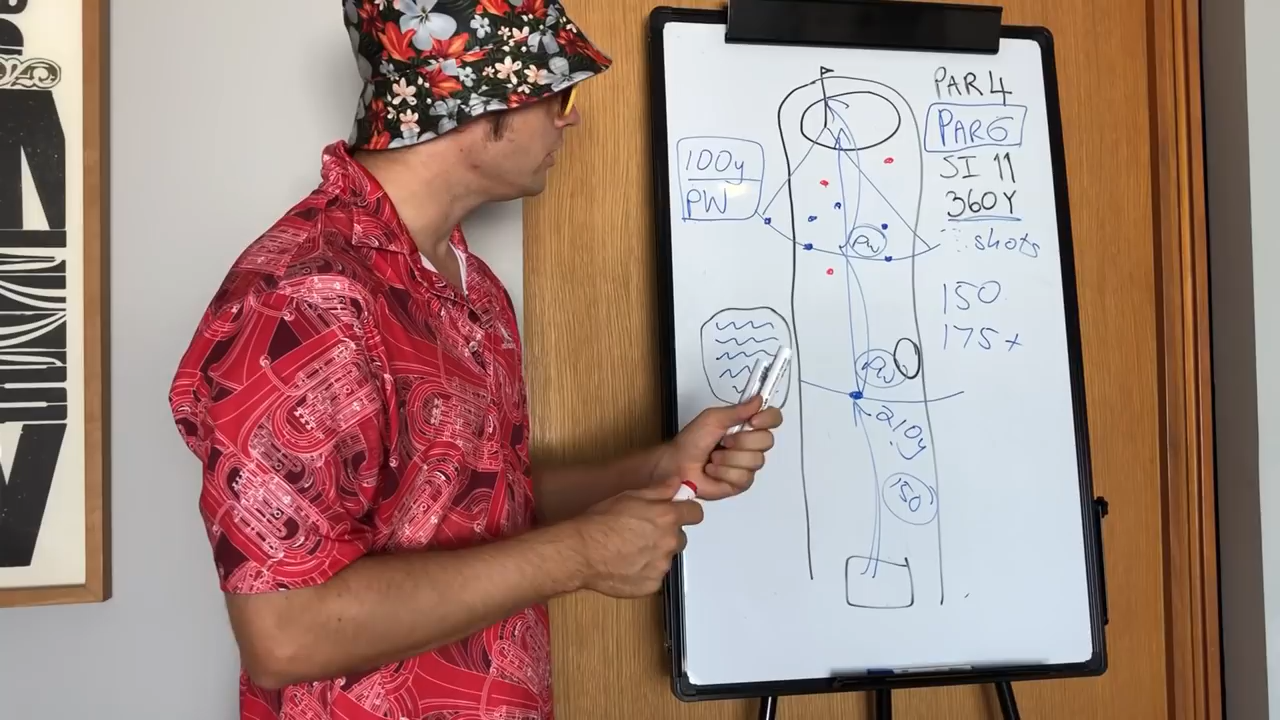 PAR 4
PAR 6
SI 11
360Y
shots
100y
PW
PW
150
175+
PW
210y
150